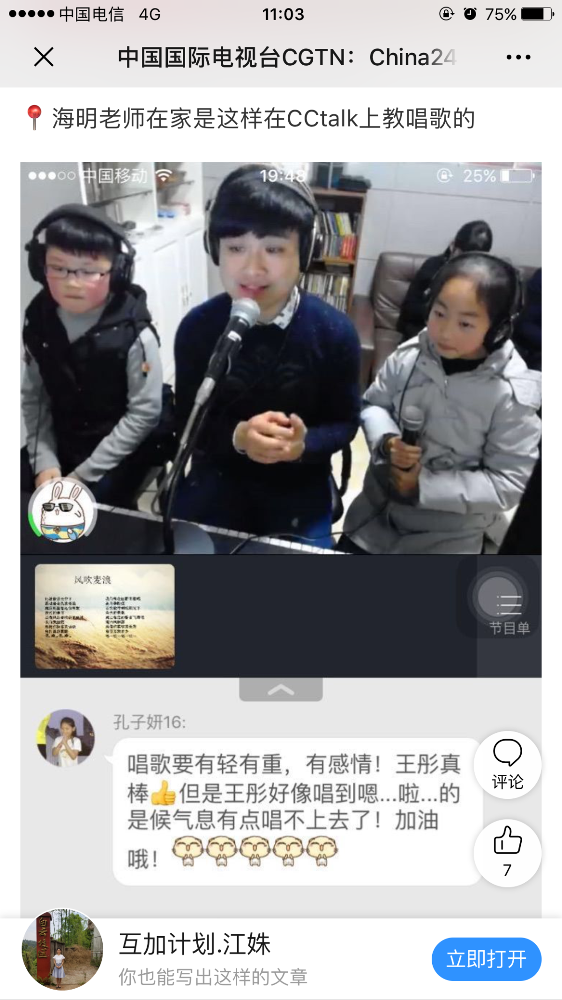 中国电信 4G 11:03 75%
中国国际电视台CGTN：China24
海明老师在家是这样在CCtalk上教唱歌的
中国移动 19:48 25%
风吹麦浪
节目单
孔子妍16:
唱歌要有轻有重，有感情！王彤真
棒👍但是王彤好像唱到嗯...啦...的
是候气息有点唱不上去了！加油
哦！
评论
7
互加计划.江姝
你也能写出这样的文章
立即打开